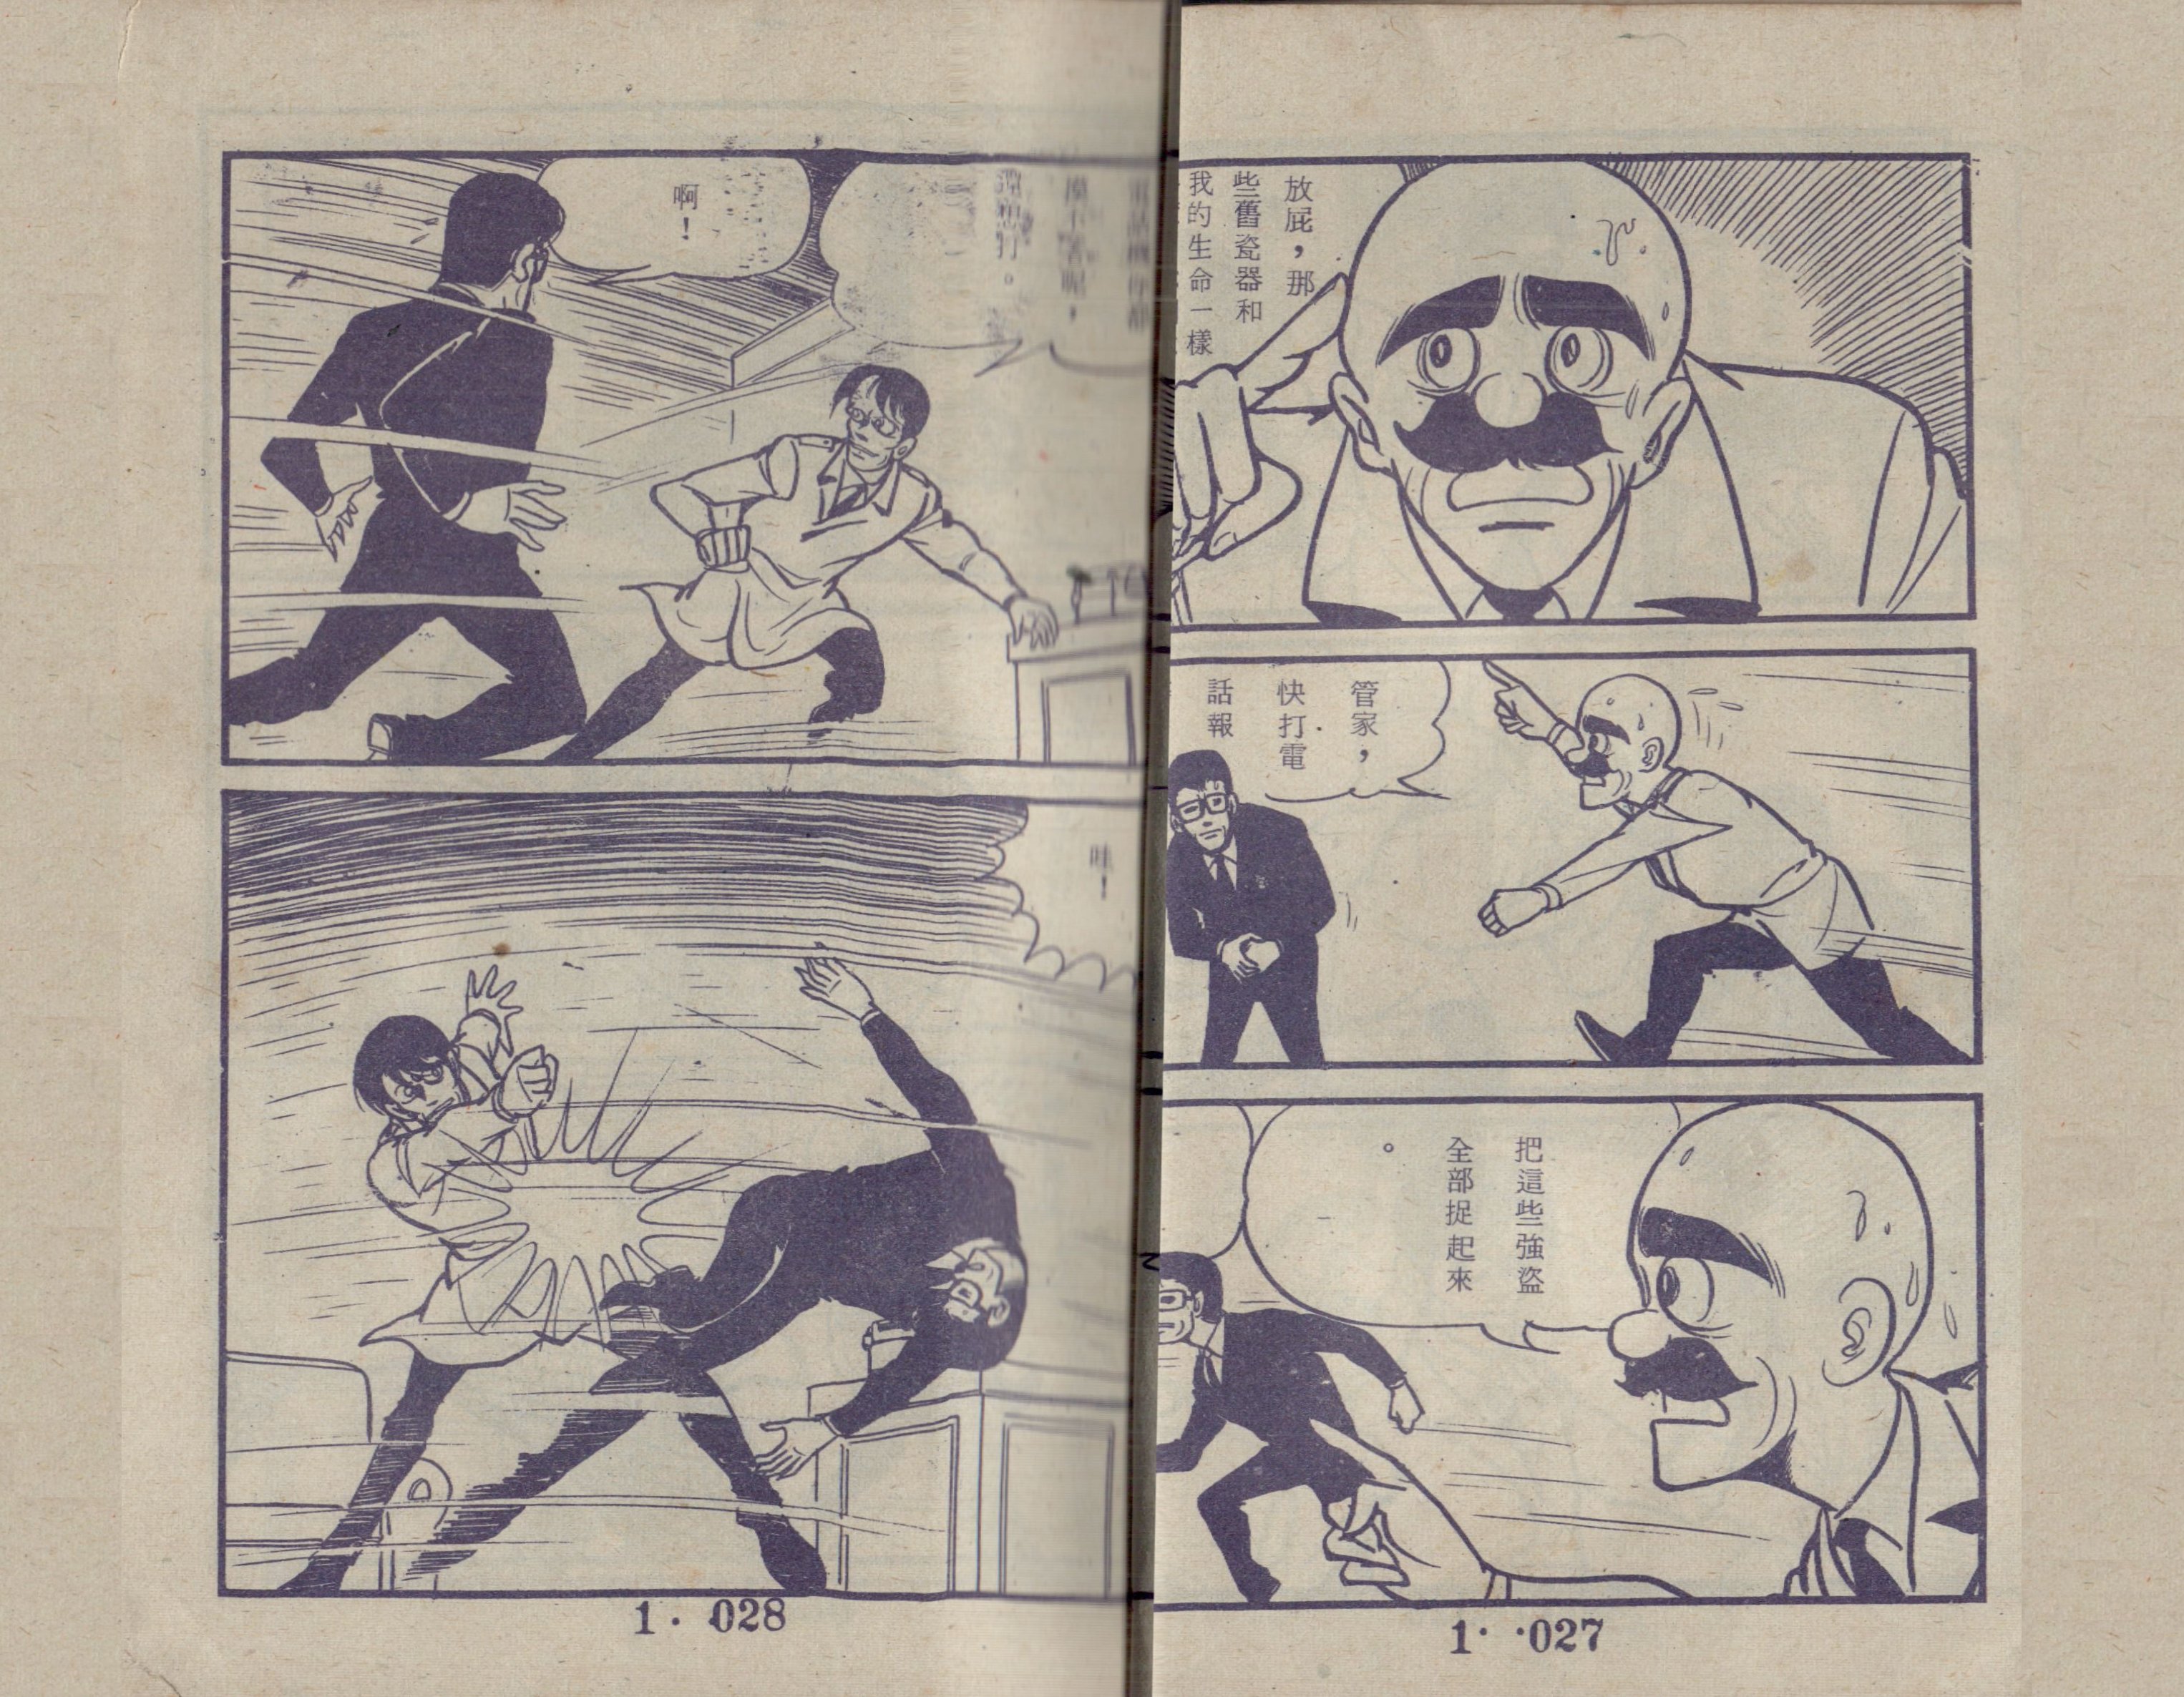 放屁，那
些舊瓷器和
我的生命一樣
管家，
快打電
話報
把這些強盜
全部捉起來
。
1··027
還想打。
啊！
哇！
1··028